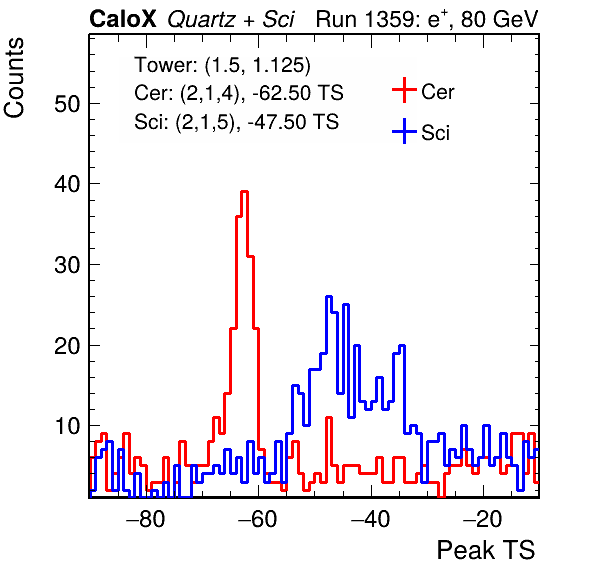 CaloX Quartz + Sci Run 1359: e+, 80 GeV
Counts
Tower: (1.5, 1.125)
Cer: (2,1,4), -62.50 TS
Sci: (2,1,5), -47.50 TS
Cer
Sci
50
40
30
20
10
−80 −60 −40 −20
Peak TS